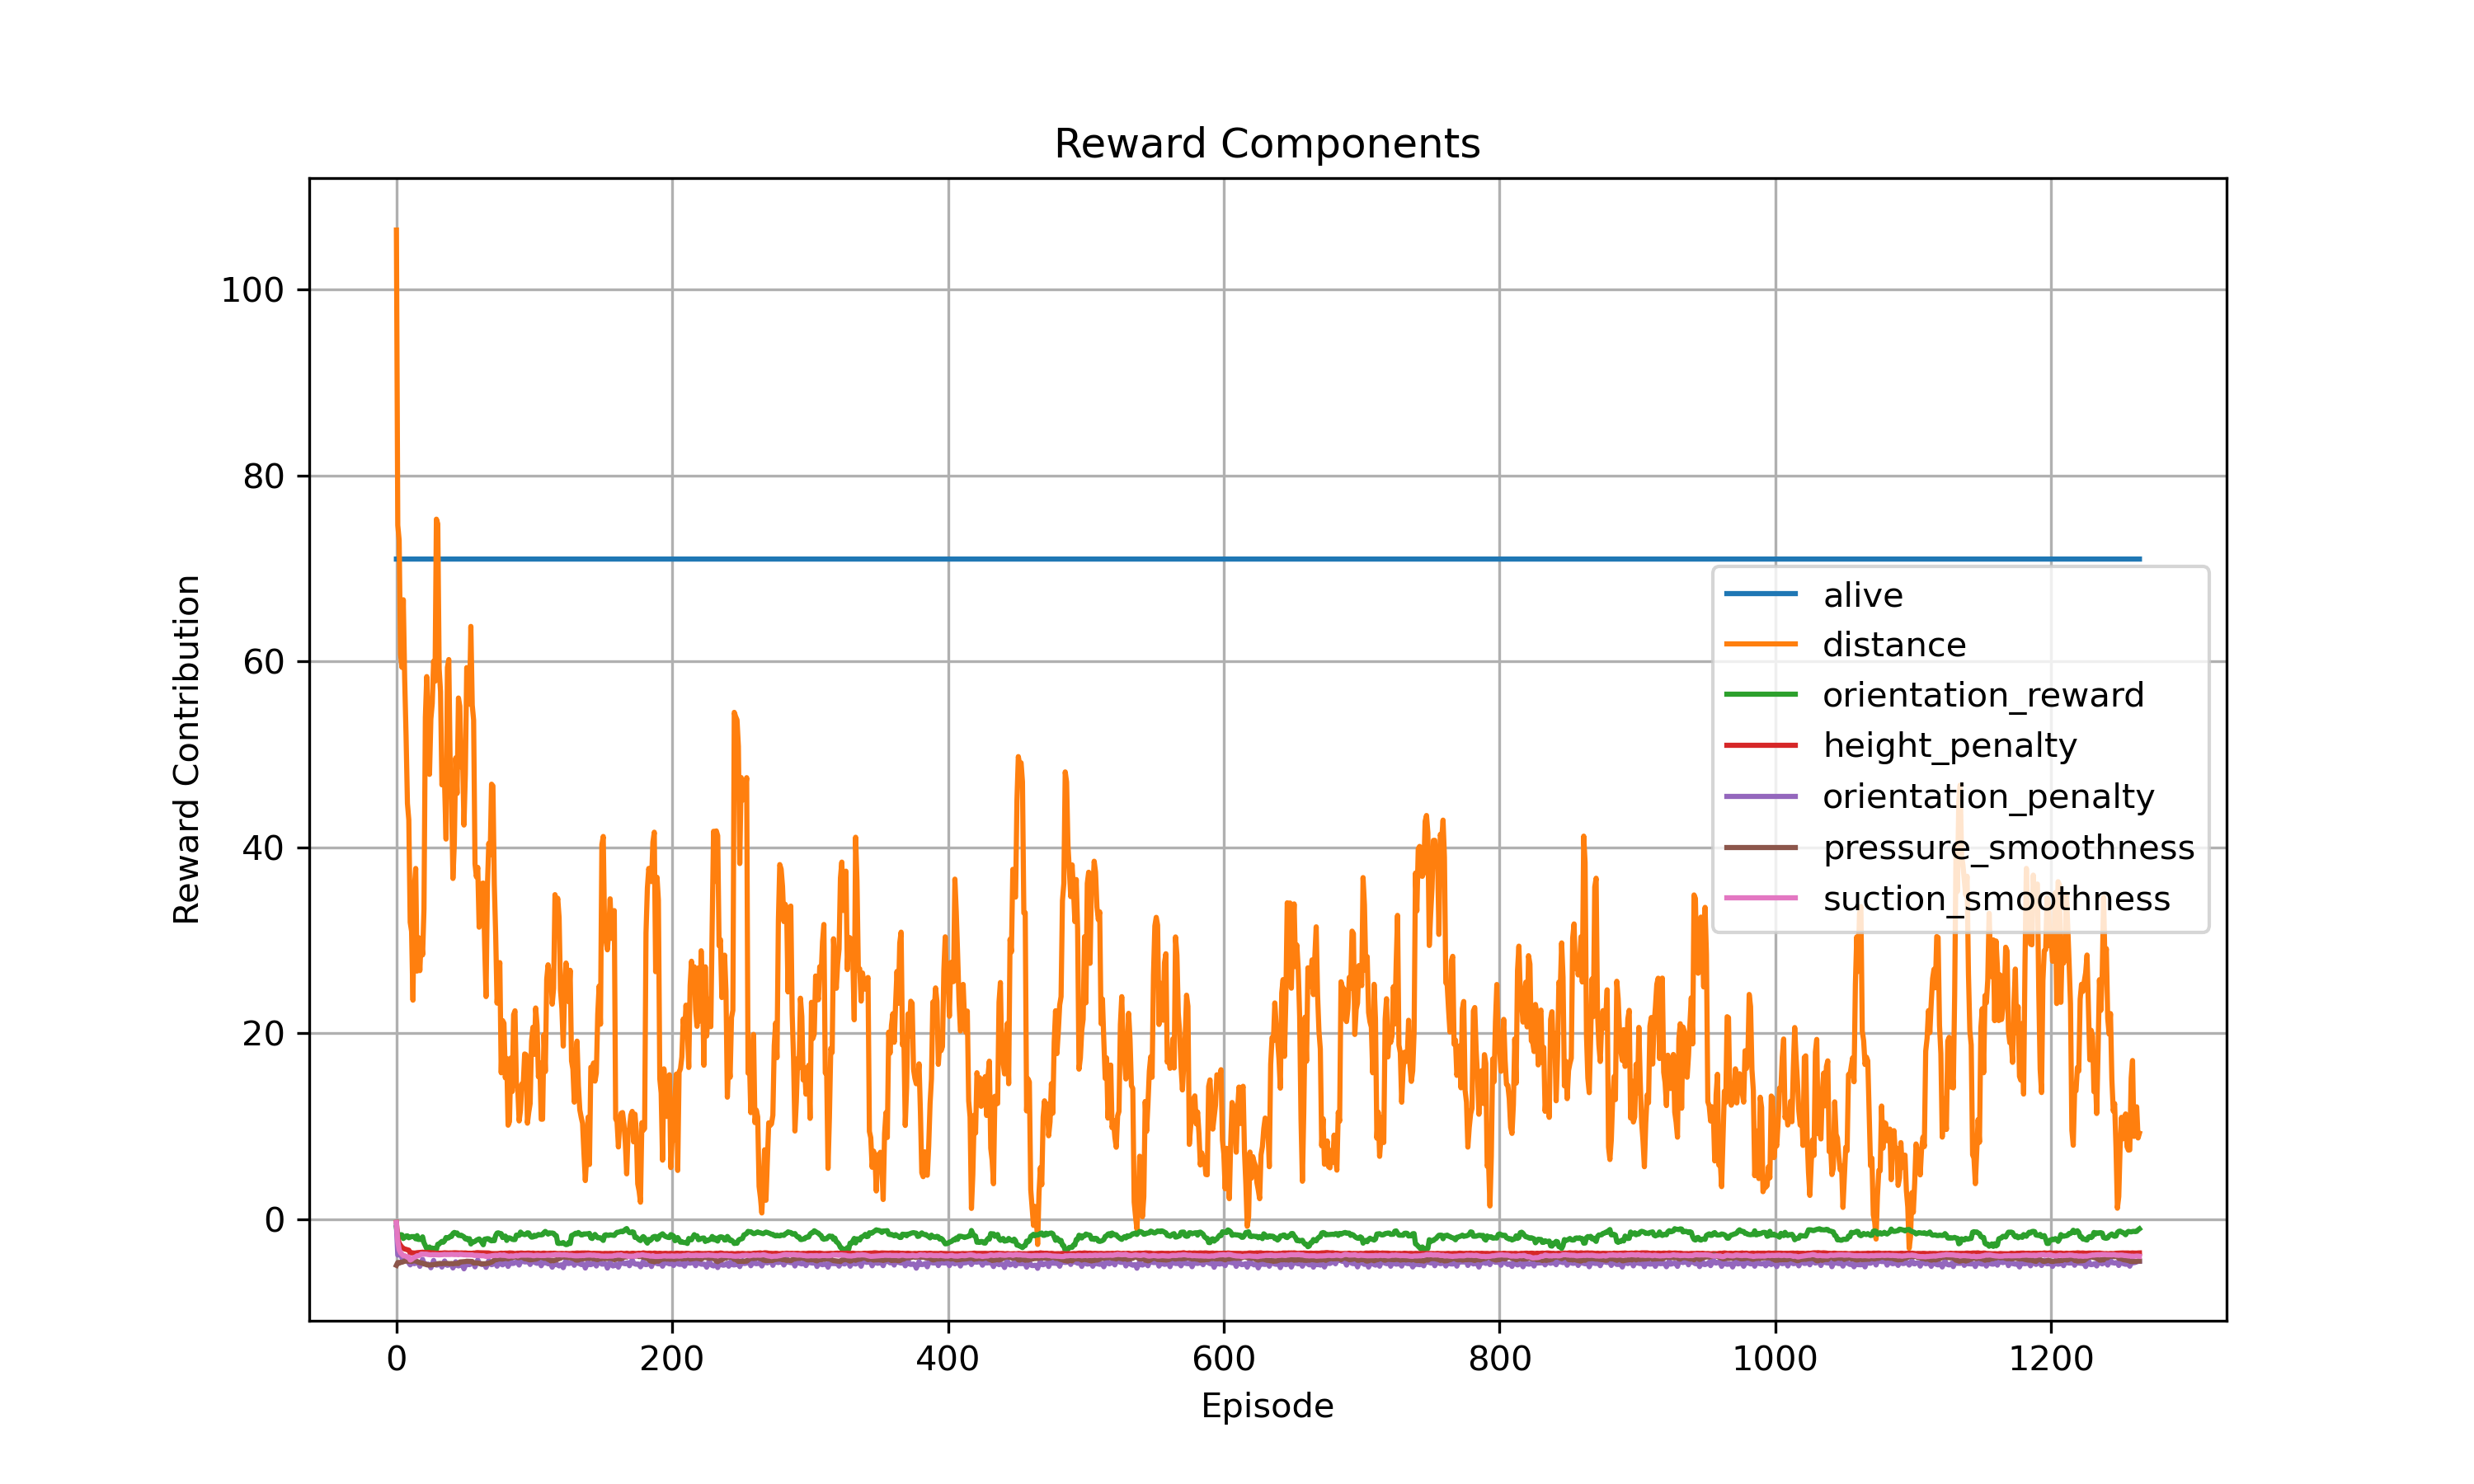 Reward Components
Reward Contribution
100
80
60
40
20
0
alive
distance
orientation_reward
height_penalty
orientation_penalty
pressure_smoothness
suction_smoothness
0 200 400 600 800 1000 1200
Episode